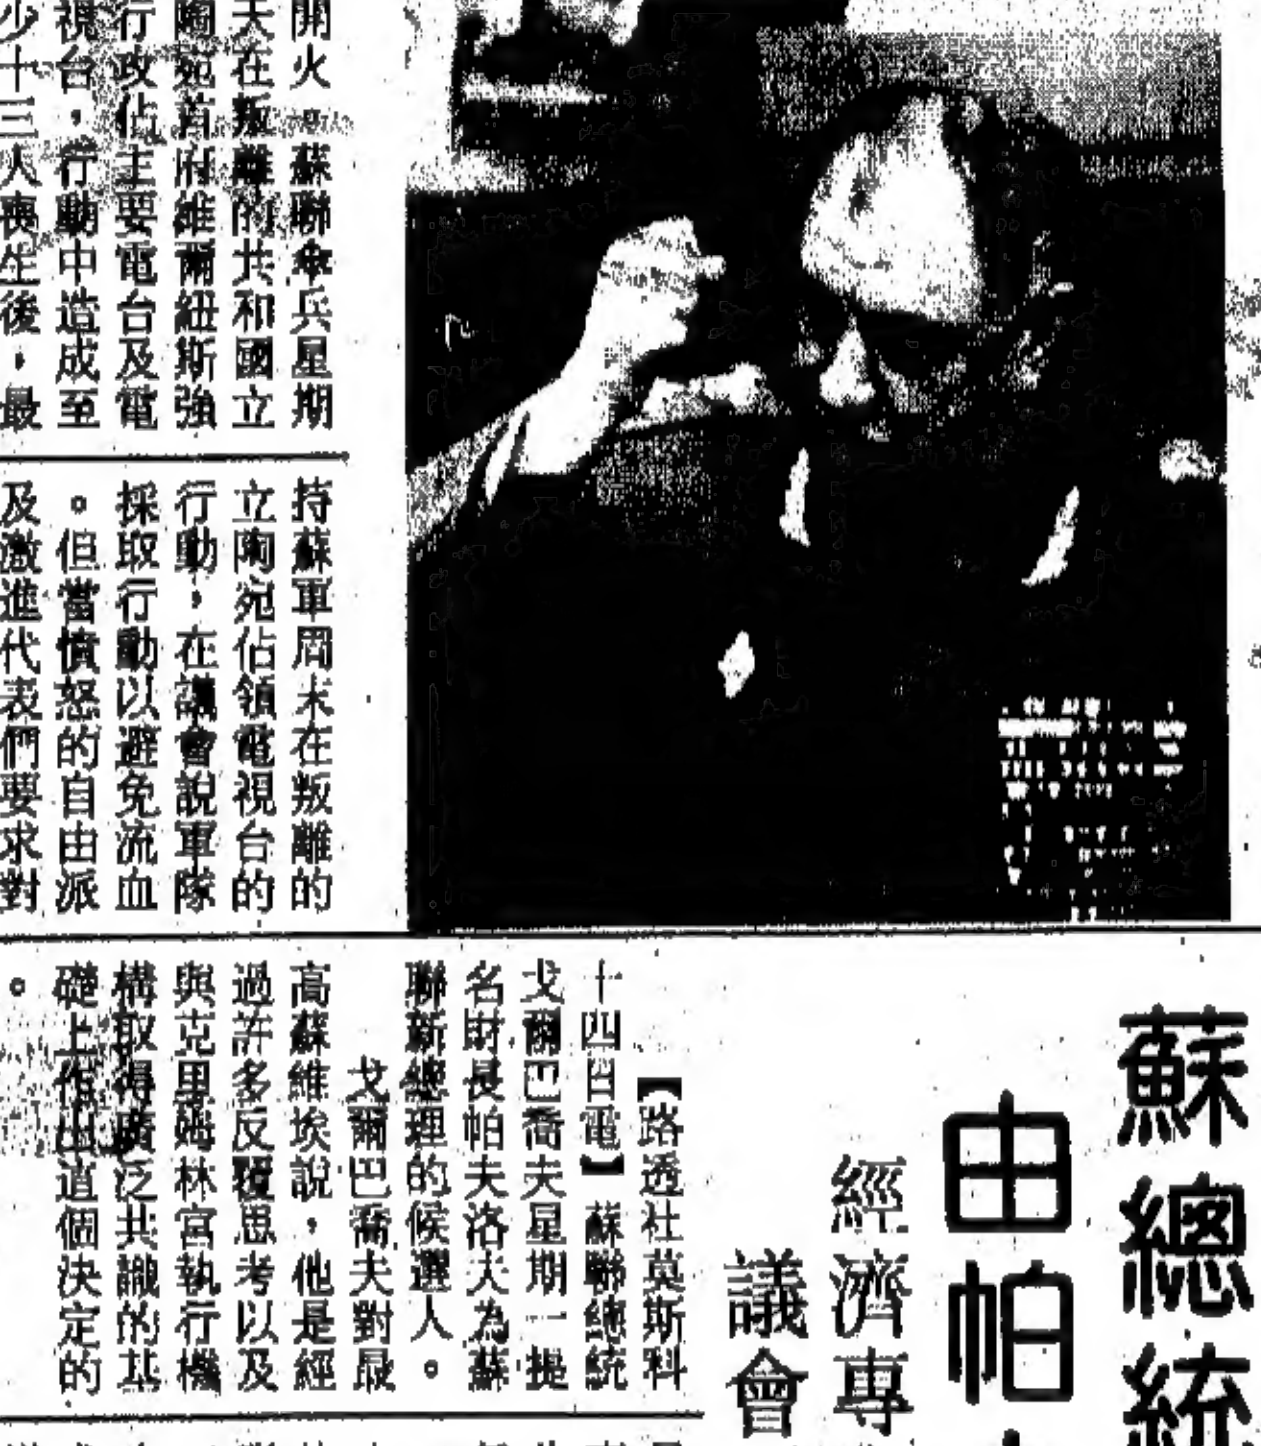 蘇總統
由帕
經濟專
議會
【路透社莫斯科
十四日電】蘇聯總統
戈爾巴喬夫星期一提
名財長帕夫洛夫為蘇
聯新總理的候選人。
戈爾巴喬夫對最
高蘇維埃說，他是經
過許多反覆思考以及
與克里姆林宮執行機
構取得廣泛共識的基
礎上作出這個決定的
。
開火。蘇聯傘兵星期
天在叛離的共和國立
陶宛首府維爾紐斯強
行攻佔主要電台及電
視台，行動中造成至
少十三人喪生後，最
持蘇軍周末在叛離的
立陶宛佔領電視台的
行動，在議會說軍隊
採取行動以避免流血
。但當憤怒的自由派
及激進代表們要求對